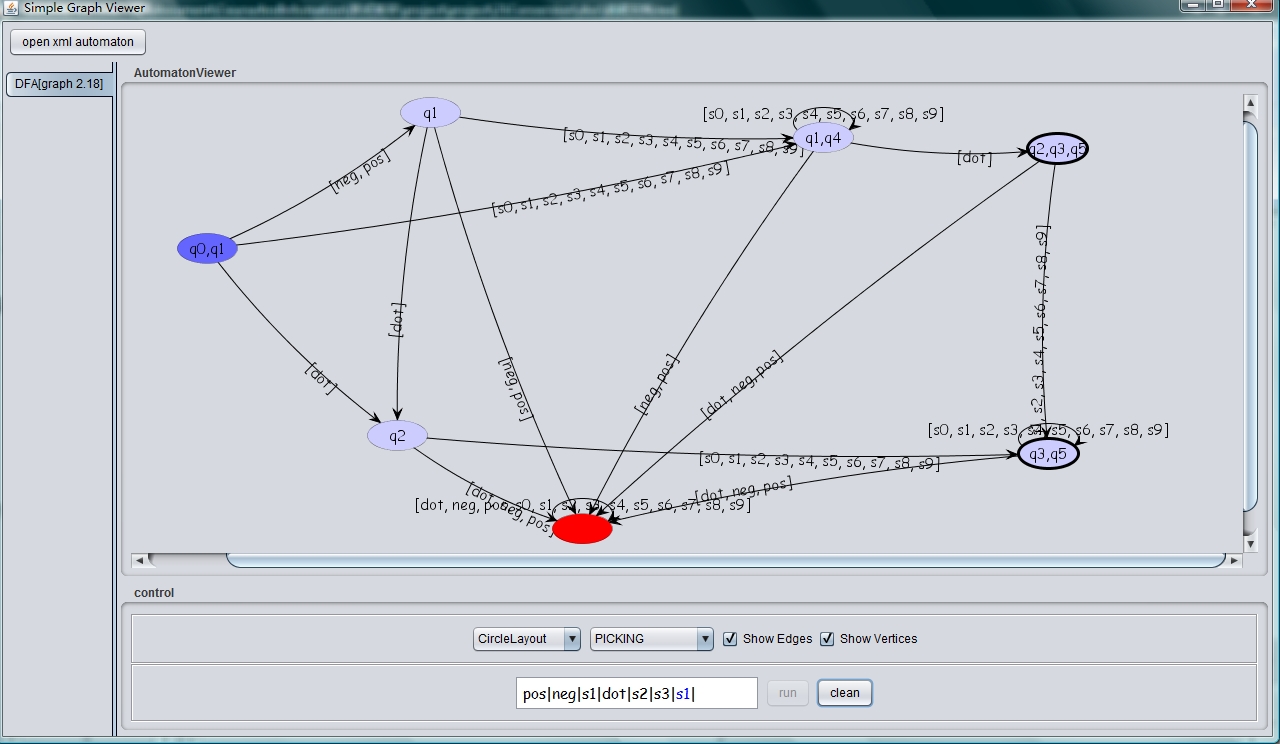 Simple Graph Viewer
open xml automaton
DFA[graph 2.18]
AutomatonViewer
q1
[s0, s1, s2, s3, s4, s5, s6, s7, s8, s9]
q1,q4
[s0, s1, s2, s3, s4, s5, s6, s7, s8, s9]
q2,q3,q5
[dot]
[neg, pos]
[s0, s1, s2, s3, s4, s5, s6, s7, s8, s9]
q0,q1
s2, s3, s4, s5, s6, s7, s8, s9]
[dot]
[dot]
[neg, pos]
[neg, pos]
[dot, neg, pos]
q2
[s0, s1, s2, s3, s4, s5, s6, s7, s8, s9]
q3,q5
[s0, s1, s2, s3, s4, s5, s6, s7, s8, s9]
[dot, neg, pos]
[dot, neg, pos]
[dot, neg, pos, s0, s1, s2, s3, s4, s5, s6, s7, s8, s9]
control
CircleLayout PICKING Show Edges Show Vertices
pos|neg|s1|dot|s2|s3|s1| run clean